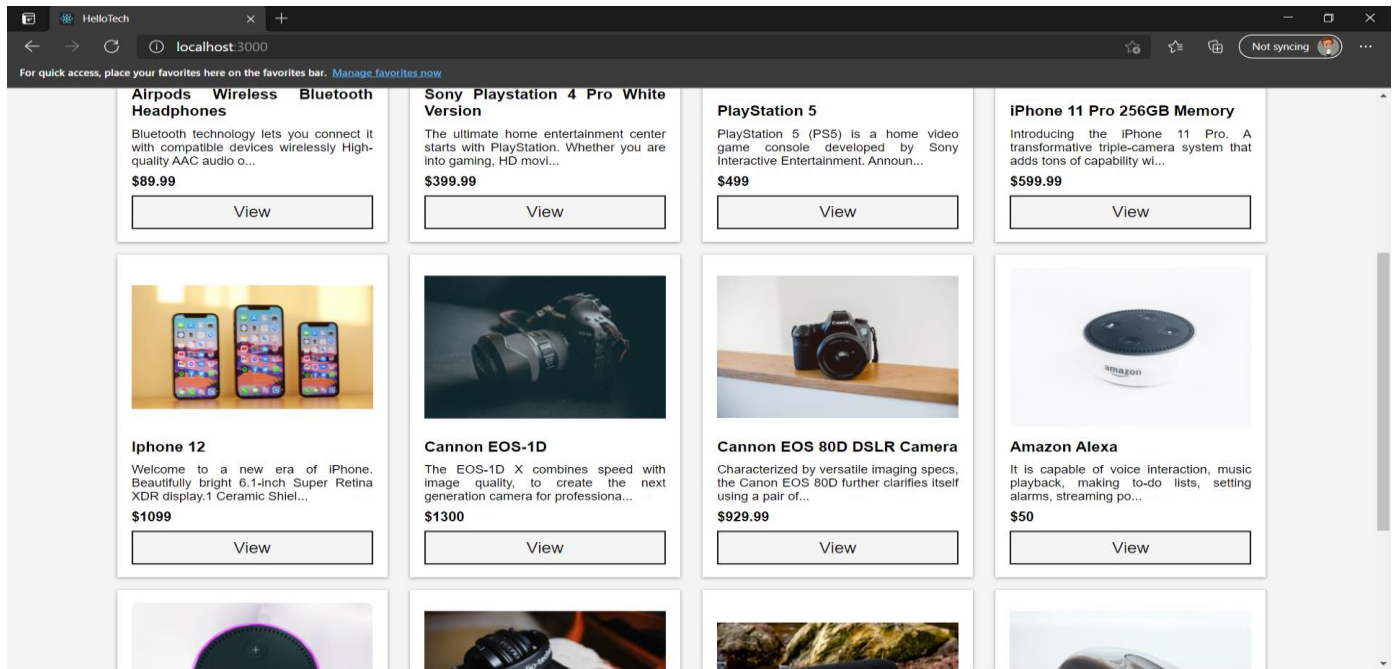 HelloTech
localhost:3000
Not syncing
For quick access, place your favorites here on the favorites bar. Manage favorites now
Airpods Wireless Bluetooth
Headphones
Bluetooth technology lets you connect it
with compatible devices wirelessly High-
quality AAC audio o...
$89.99
View
Sony Playstation 4 Pro White
Version
The ultimate home entertainment center
starts with PlayStation. Whether you are
into gaming, HD movi...
$399.99
View
PlayStation 5
PlayStation 5 (PS5) is a home video
game console developed by Sony
Interactive Entertainment. Announ...
$499
View
iPhone 11 Pro 256GB Memory
Introducing the iPhone 11 Pro. A
transformative triple-camera system that
adds tons of capability wi...
$599.99
View
Iphone 12
Welcome to a new era of iPhone.
Beautifully bright 6.1-inch Super Retina
XDR display.1 Ceramic Shiel...
$1099
View
Cannon EOS-1D
The EOS-1D X combines speed with
image quality, to create the next
generation camera for professiona...
$1300
View
Canon
Cannon EOS 80D DSLR Camera
Characterized by versatile imaging specs,
the Canon EOS 80D further clarifies itself
using a pair of...
$929.99
View
amazon
Amazon Alexa
It is capable of voice interaction, music
playback, making to-do lists, setting
alarms, streaming po...
$50
View